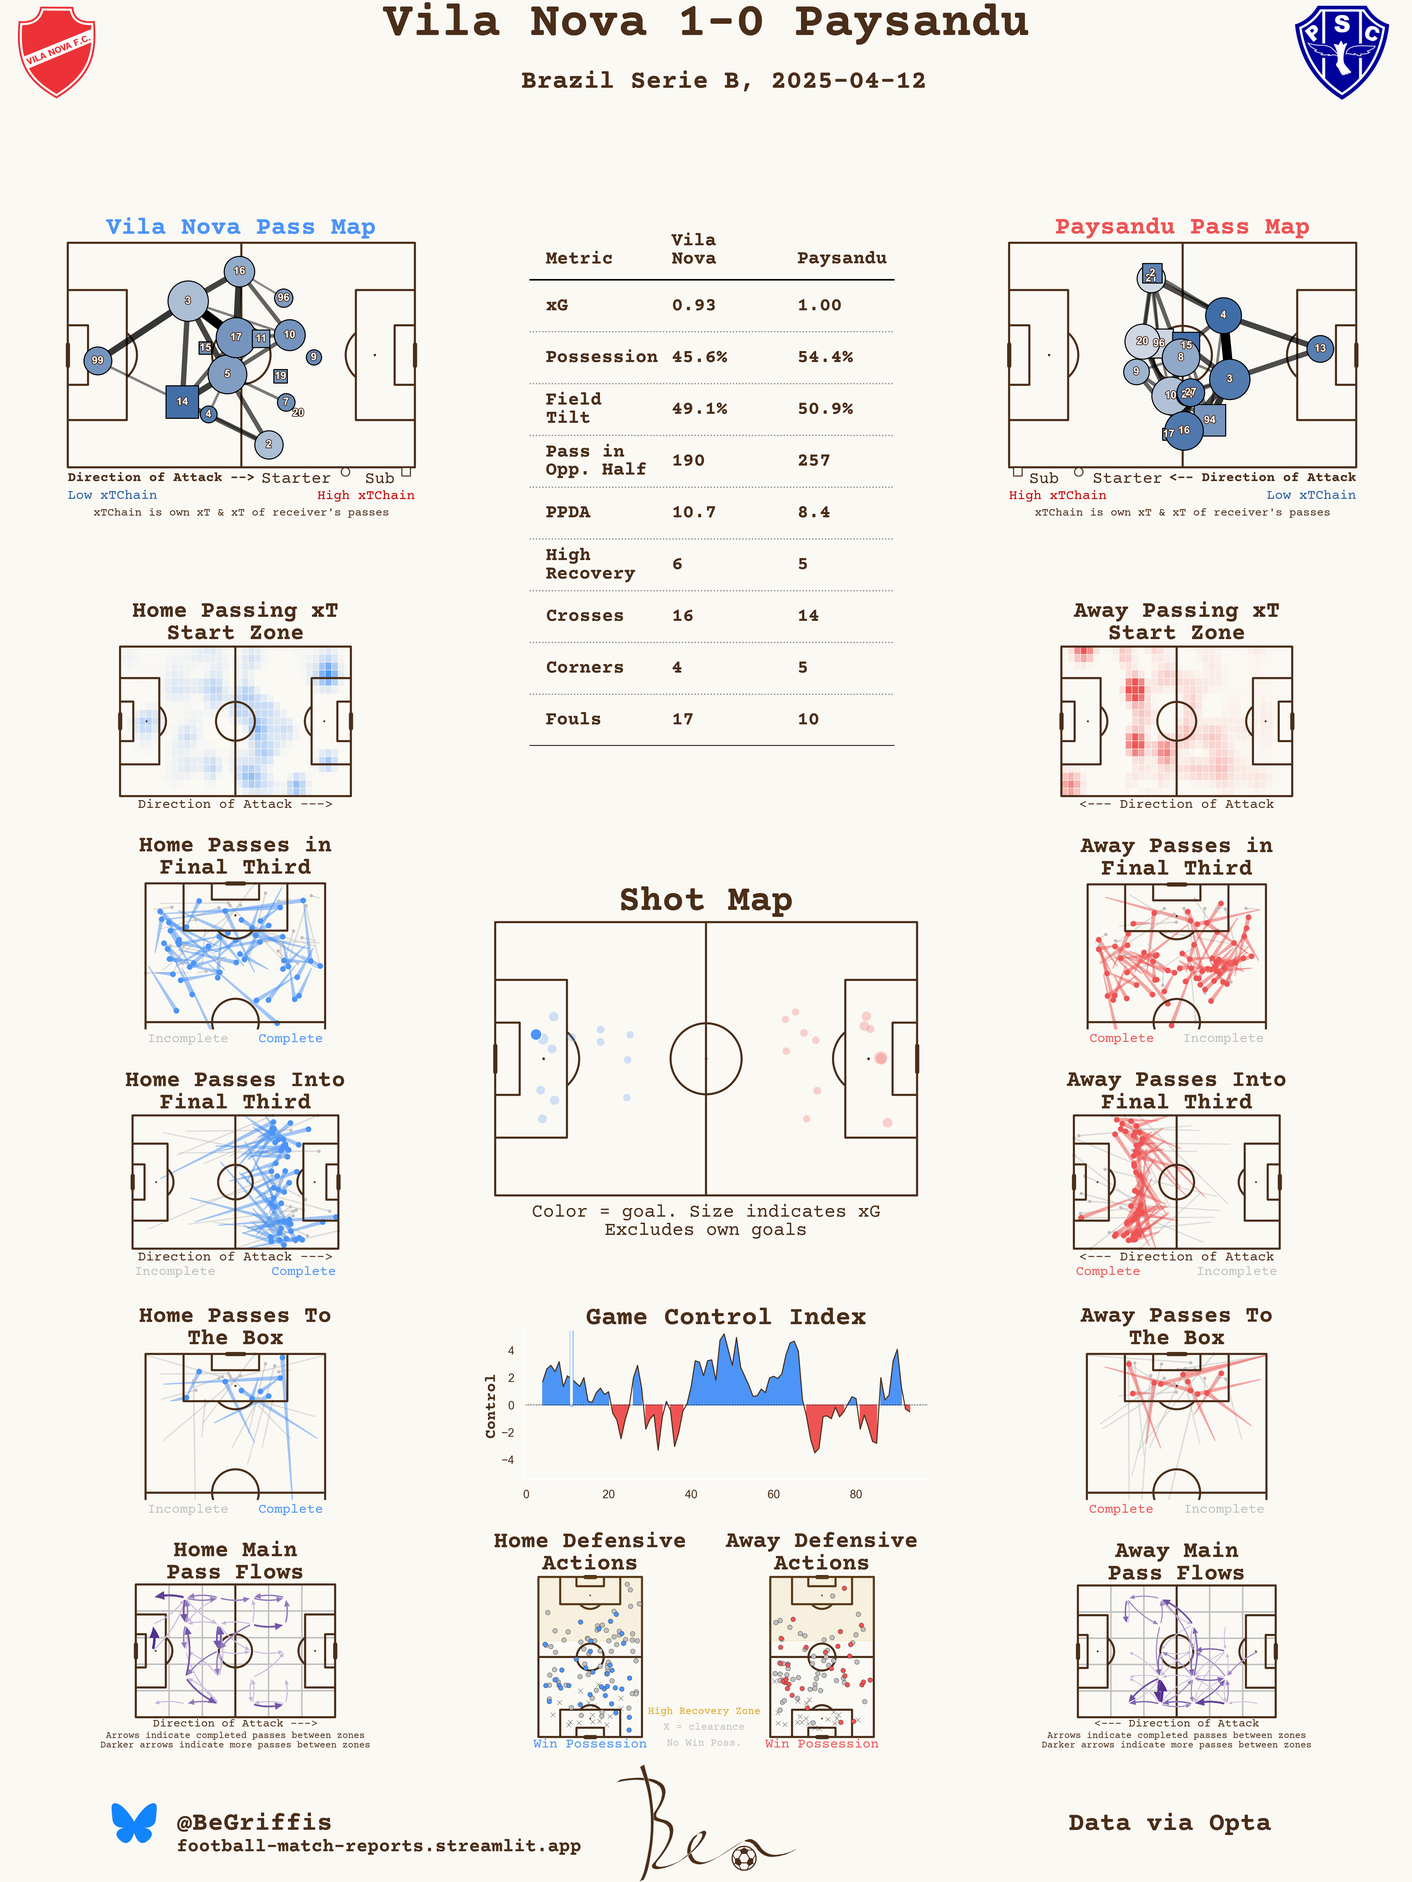 Vila Nova 1-0 Paysandu
Brazil Serie B, 2025-04-12
VILA NOVA F.C.
P S C
Vila Nova Pass Map
16
3
96
17
11
10
15
9
99
5
19
14
4
7
20
2
Direction of Attack --> Starter Sub
Low xTChain High xTChain
xTChain is own xT & xT of receiver's passes
Metric Vila Nova Paysandu
xG 0.93 1.00
Possession 45.6% 54.4%
Field Tilt 49.1% 50.9%
Pass in Opp. Half 190 257
PPDA 10.7 8.4
High Recovery 6 5
Crosses 16 14
Corners 4 5
Fouls 17 10
Paysandu Pass Map
2
4
20
96
15
13
8
9
3
10
27
94
17
16
Sub Starter <-- Direction of Attack
High xTChain Low xTChain
xTChain is own xT & xT of receiver's passes
Home Passing xT
Start Zone
Direction of Attack --->
Away Passing xT
Start Zone
<--- Direction of Attack
Home Passes in
Final Third
Incomplete Complete
Away Passes in
Final Third
Complete Incomplete
Shot Map
Color = goal. Size indicates xG
Excludes own goals
Home Passes Into
Final Third
Direction of Attack --->
Incomplete Complete
Away Passes Into
Final Third
<--- Direction of Attack
Complete Incomplete
Home Passes To
The Box
Incomplete Complete
Game Control Index
Control
4
2
0
−2
−4
0 20 40 60 80
Away Passes To
The Box
Complete Incomplete
Home Main
Pass Flows
Direction of Attack --->
Arrows indicate completed passes between zones
Darker arrows indicate more passes between zones
Home Defensive
Actions
Win Possession
Away Defensive
Actions
Win Possession
High Recovery Zone
X = clearance
No Win Poss.
Away Main
Pass Flows
<--- Direction of Attack
Arrows indicate completed passes between zones
Darker arrows indicate more passes between zones
@BeGriffis
football-match-reports.streamlit.app
Ben
Data via Opta